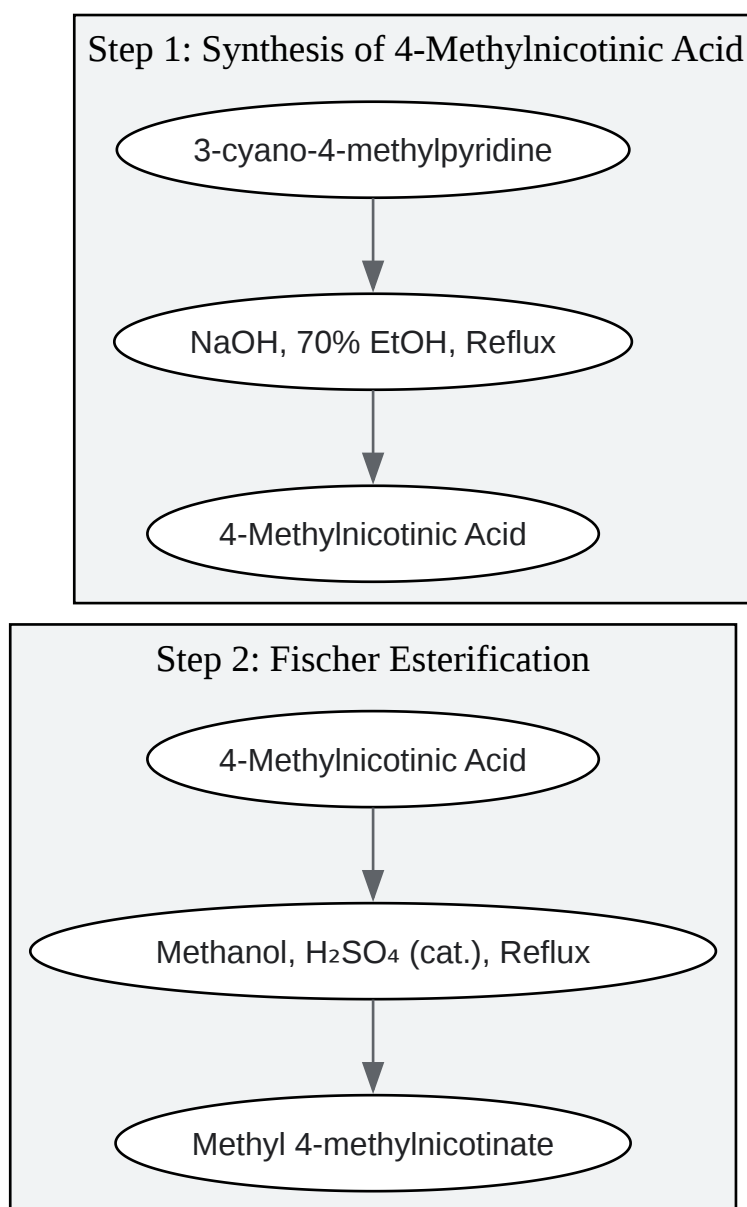 Step 1: Synthesis of 4-Methylnicotinic Acid
3-cyano-4-methylpyridine
NaOH, 70% EtOH, Reflux
4-Methylnicotinic Acid
Step 2: Fischer Esterification
4-Methylnicotinic Acid
Methanol, H₂SO₄ (cat.), Reflux
Methyl 4-methylnicotinate